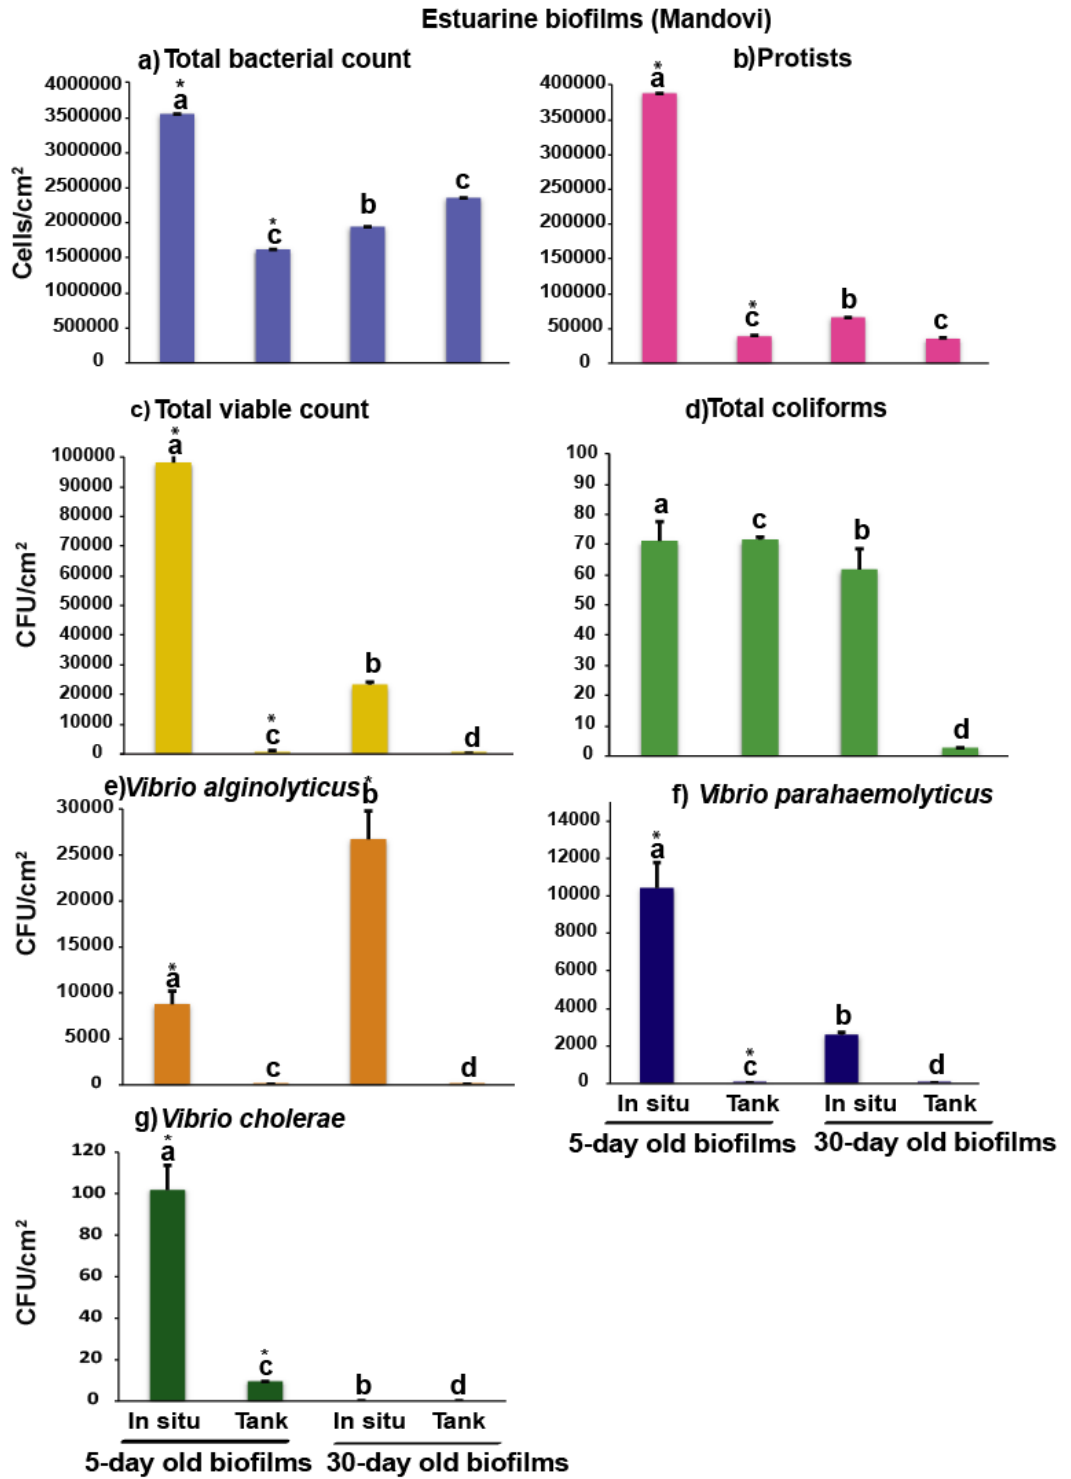 Estuarine biofilms (Mandovi)
a) Total bacterial count
4000000
3500000
3000000
2500000
2000000
1500000
1000000
500000
0
Cells/cm²
* a
* c
b
c
b)Protists
400000
350000
300000
250000
200000
150000
100000
50000
0
* a
* c
b
c
c) Total viable count
100000
90000
80000
70000
60000
50000
40000
30000
20000
10000
0
CFU/cm²
* a
* c
b
d
d)Total coliforms
100
90
80
70
60
50
40
30
20
10
0
a
c
b
d
e)Vibrio alginolyticus
30000
25000
20000
15000
10000
5000
0
CFU/cm²
* a
c
* b
d
f) Vibrio parahaemolyticus
14000
12000
10000
8000
6000
4000
2000
0
* a
* c
b
d
In situ Tank In situ Tank
5-day old biofilms 30-day old biofilms
g) Vibrio cholerae
120
100
80
60
40
20
0
CFU/cm²
* a
* c
b
d
In situ Tank In situ Tank
5-day old biofilms 30-day old biofilms